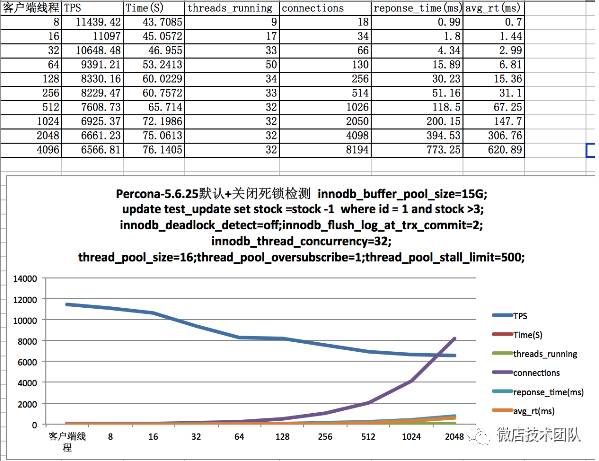 客户端线程 TPS Time(S) threads_running connections reponse_time(ms) avg_rt(ms)
8 11439.42 43.7085 9 18 0.99 0.7
16 11097 45.0572 17 34 1.8 1.44
32 10648.48 46.955 33 66 4.34 2.99
64 9391.21 53.2413 50 130 15.89 6.81
128 8330.16 60.0229 34 256 30.23 15.36
256 8229.47 60.7572 33 514 51.16 31.1
512 7608.73 65.714 32 1026 118.5 67.25
1024 6925.37 72.1986 32 2050 200.15 147.7
2048 6661.23 75.0613 32 4098 394.53 306.76
4096 6566.81 76.1405 32 8194 773.25 620.89
Percona-5.6.25默认+关闭死锁检测 innodb_buffer_pool_size=15G;
update test_update set stock =stock -1 where id = 1 and stock >3;
innodb_deadlock_detect=off;innodb_flush_log_at_trx_commit=2;
innodb_thread_concurrency=32;
thread_pool_size=16;thread_pool_oversubscribe=1;thread_pool_stall_limit=500;
14000
12000
10000
8000
6000
4000
2000
0
客户端线程 8 16 32 64 128 256 512 1024 2048
TPS
Time(S)
threads_running
connections
reponse_time(ms)
avg_rt(ms)
微店技术团队